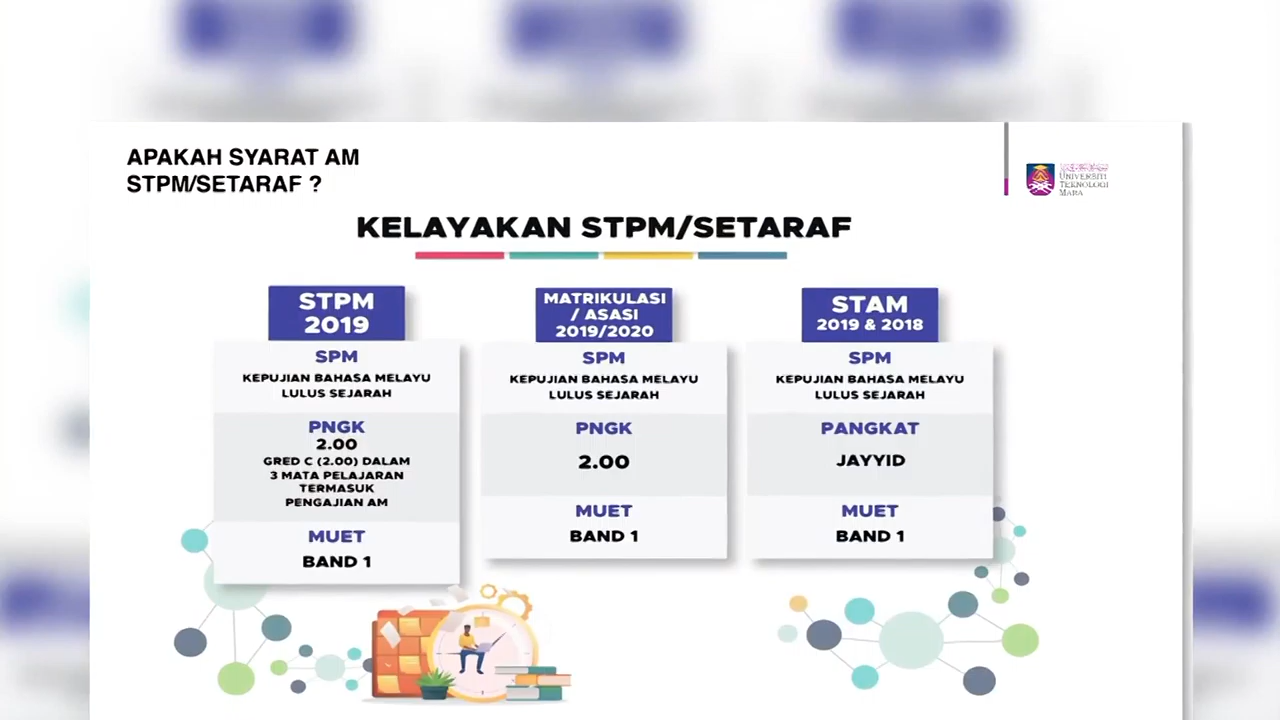 APAKAH SYARAT AM
STPM/SETARAF ?
UNIVERSITI
TEKNOLOGI
MARA
KELAYAKAN STPM/SETARAF
STPM
2019
SPM
KEPUJIAN BAHASA MELAYU
LULUS SEJARAH
PNGK
2.00
GRED C (2.00) DALAM
3 MATA PELAJARAN
TERMASUK
PENGAJIAN AM
MUET
BAND 1
MATRIKULASI
/ ASASI
2019/2020
SPM
KEPUJIAN BAHASA MELAYU
LULUS SEJARAH
PNGK
2.00
MUET
BAND 1
STAM
2019 & 2018
SPM
KEPUJIAN BAHASA MELAYU
LULUS SEJARAH
PANGKAT
JAYYID
MUET
BAND 1